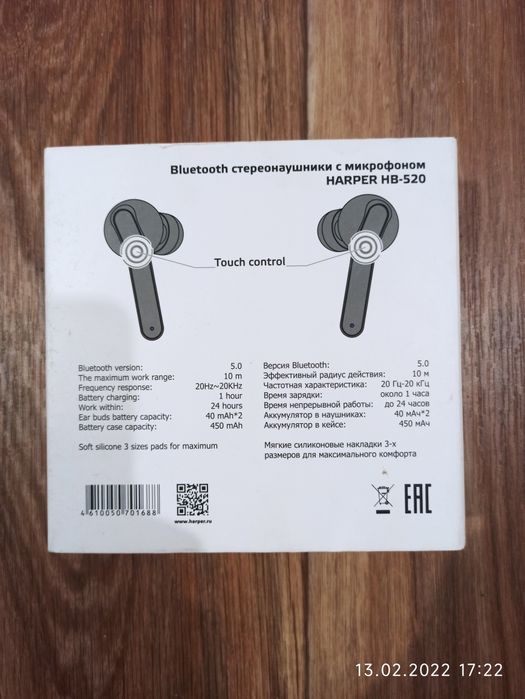 Bluetooth стереонаушники с микрофоном
HARPER HB-520
Touch control
Bluetooth version: 5.0
The maximum work range: 10 m
Frequency response: 20Hz~20KHz
Battery charging: 1 hour
Work within: 24 hours
Ear buds battery capacity: 40 mAh*2
Battery case capacity: 450 mAh
Soft silicone 3 sizes pads for maximum
Версия Bluetooth: 5.0
Эффективный радиус действия: 10 м
Частотная характеристика: 20 Гц-20 кГц
Время зарядки: около 1 часа
Время непрерывной работы: до 24 часов
Аккумулятор в наушниках: 40 мАч*2
Аккумулятор в кейсе: 450 мАч
Мягкие силиконовые накладки 3-х
размеров для максимального комфорта
4 610050 701688
www.harper.ru
EAC
13.02.2022 17:22